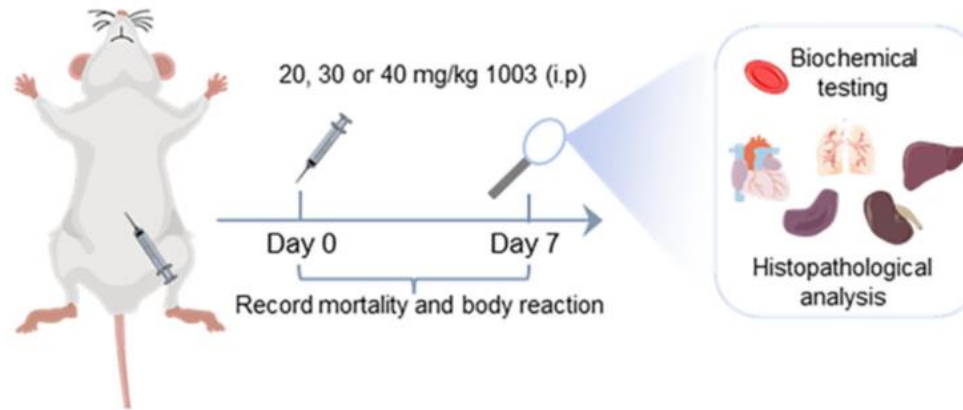 20, 30 or 40 mg/kg 1003 (i.p)
Day 0
Day 7
Record mortality and body reaction
Biochemical
testing
Histopathological
analysis